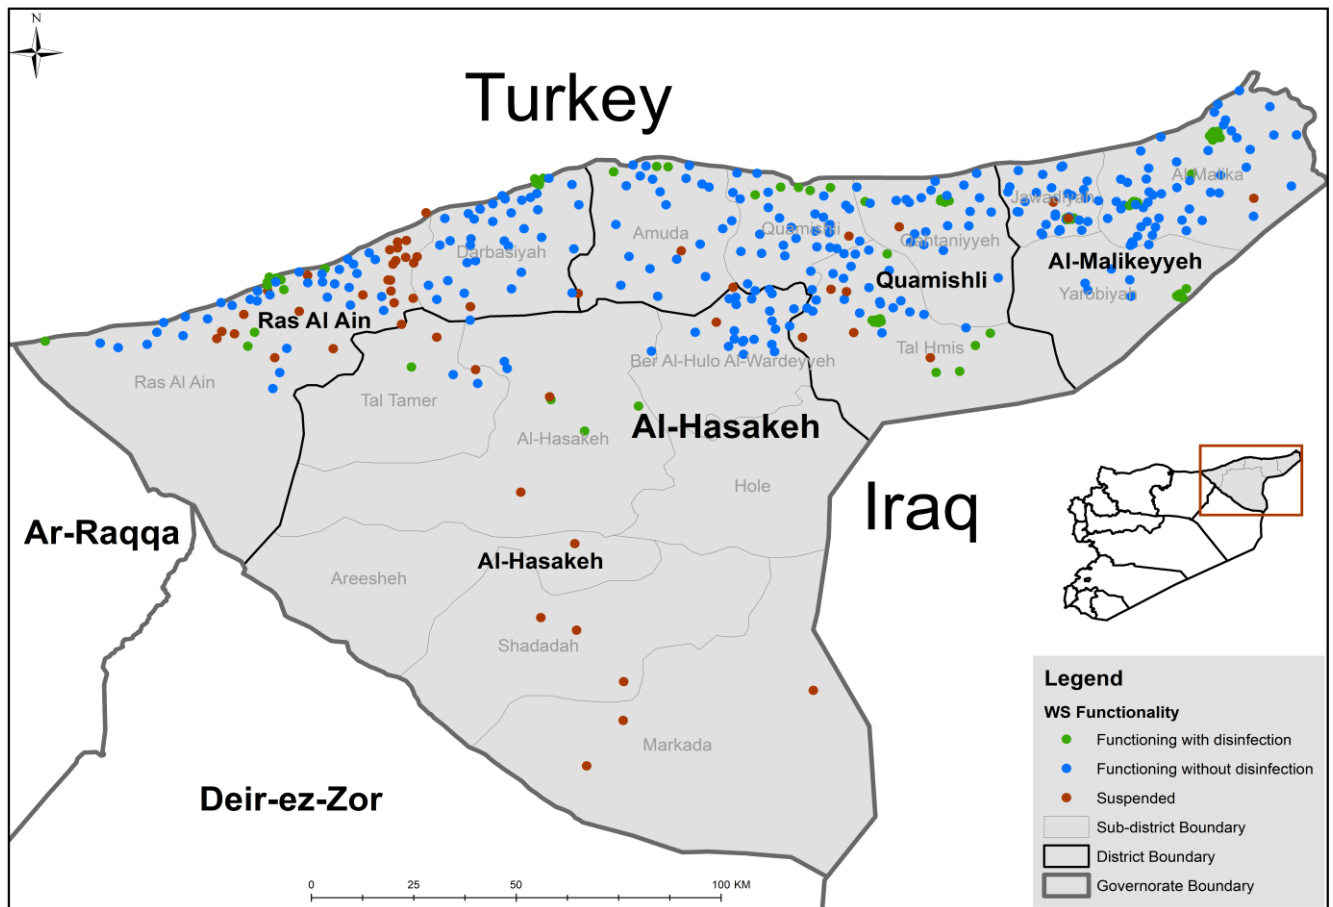 N
Turkey
Al Malika
Jawadiyah
Quamishli
Amuda
Qahtaniyyeh
Darbasiyah
Al-Malikeyyeh
Quamishli
Yarobiyah
Ras Al Ain
Tal Hmis
Ber Al-Hulo Al-Wardeyyeh
Ras Al Ain
Tal Tamer
Al-Hasakeh
Al-Hasakeh
Hole
Iraq
Ar-Raqqa
Al-Hasakeh
Areesheh
Shadadah
Markada
Deir-ez-Zor
0 25 50 100 KM
Legend
WS Functionality
Functioning with disinfection
Functioning without disinfection
Suspended
Sub-district Boundary
District Boundary
Governorate Boundary